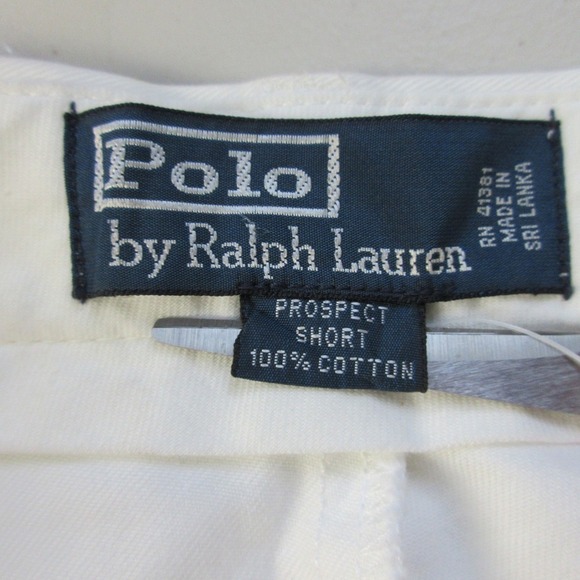 Polo
by Ralph Lauren
RN 41381
MADE IN
SRI LANKA
PROSPECT
SHORT
100% COTTON